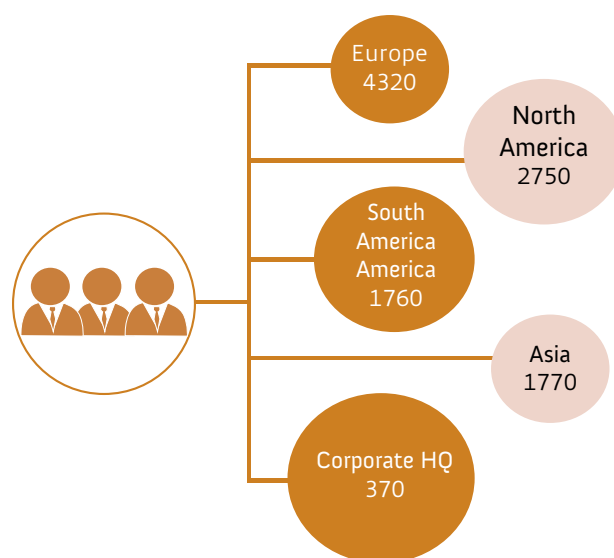 Europe
4320
North
America
2750
South
America
America
1760
Asia
1770
Corporate HQ
370